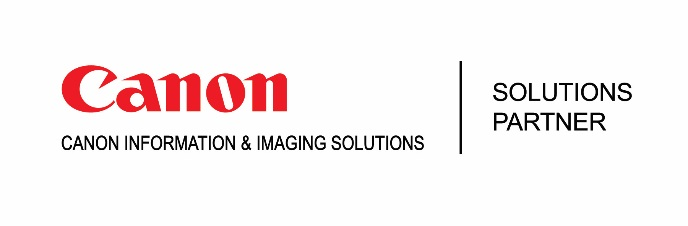 Canon
CANON INFORMATION & IMAGING SOLUTIONS
SOLUTIONS
PARTNER